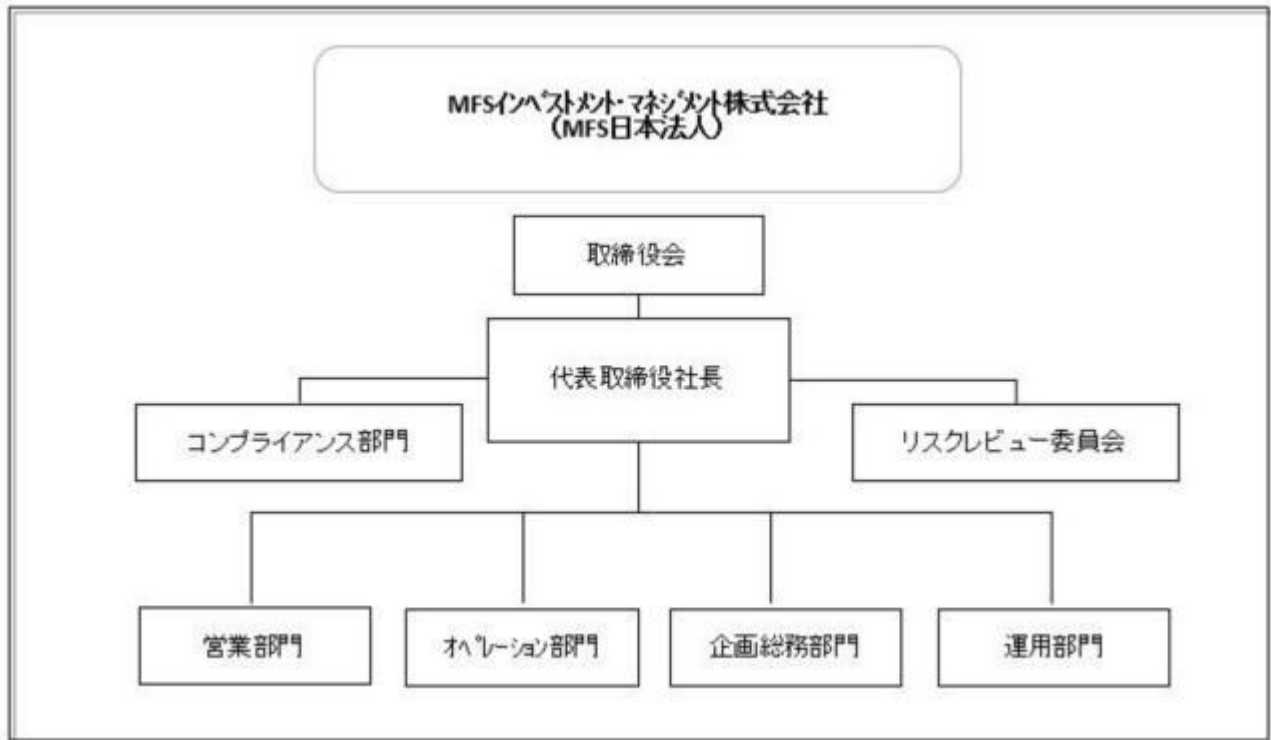 MFSｲﾝﾍﾞｽﾄﾒﾝﾄ･ﾏﾈｼﾞﾒﾝﾄ株式会社
（MFS日本法人）
取締役会
代表取締役社長
コンプライアンス部門
リスクレビュー委員会
営業部門
ｵﾍﾟﾚｰｼｮﾝ部門
企画総務部門
運用部門